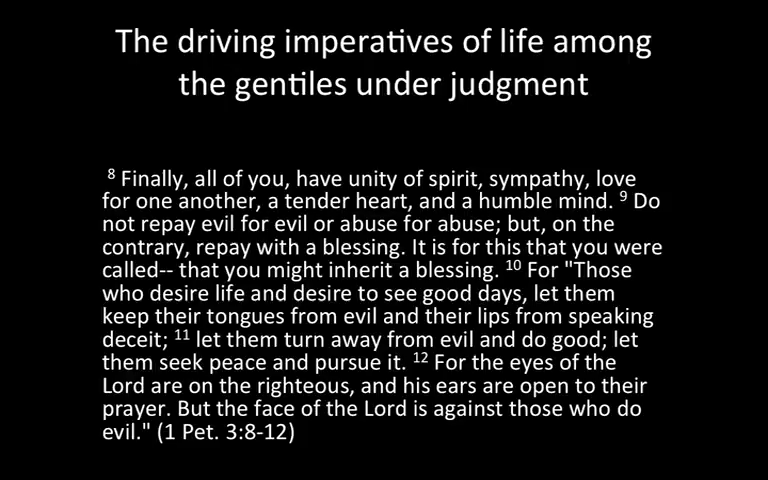 The driving imperatives of life among
the gentiles under judgment
⁸ Finally, all of you, have unity of spirit, sympathy, love
for one another, a tender heart, and a humble mind. ⁹ Do
not repay evil for evil or abuse for abuse; but, on the
contrary, repay with a blessing. It is for this that you were
called-- that you might inherit a blessing. ¹⁰ For "Those
who desire life and desire to see good days, let them
keep their tongues from evil and their lips from speaking
deceit; ¹¹ let them turn away from evil and do good; let
them seek peace and pursue it. ¹² For the eyes of the
Lord are on the righteous, and his ears are open to their
prayer. But the face of the Lord is against those who do
evil." (1 Pet. 3:8-12)